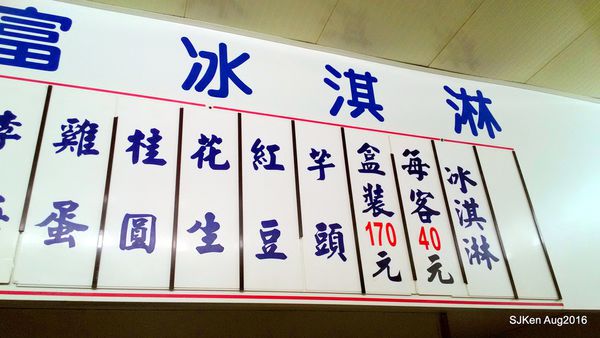 富冰淇淋
冰淇淋
每客40元
盒裝170元
芋頭
紅豆
花生
桂圓
雞蛋
SJKen Aug2016